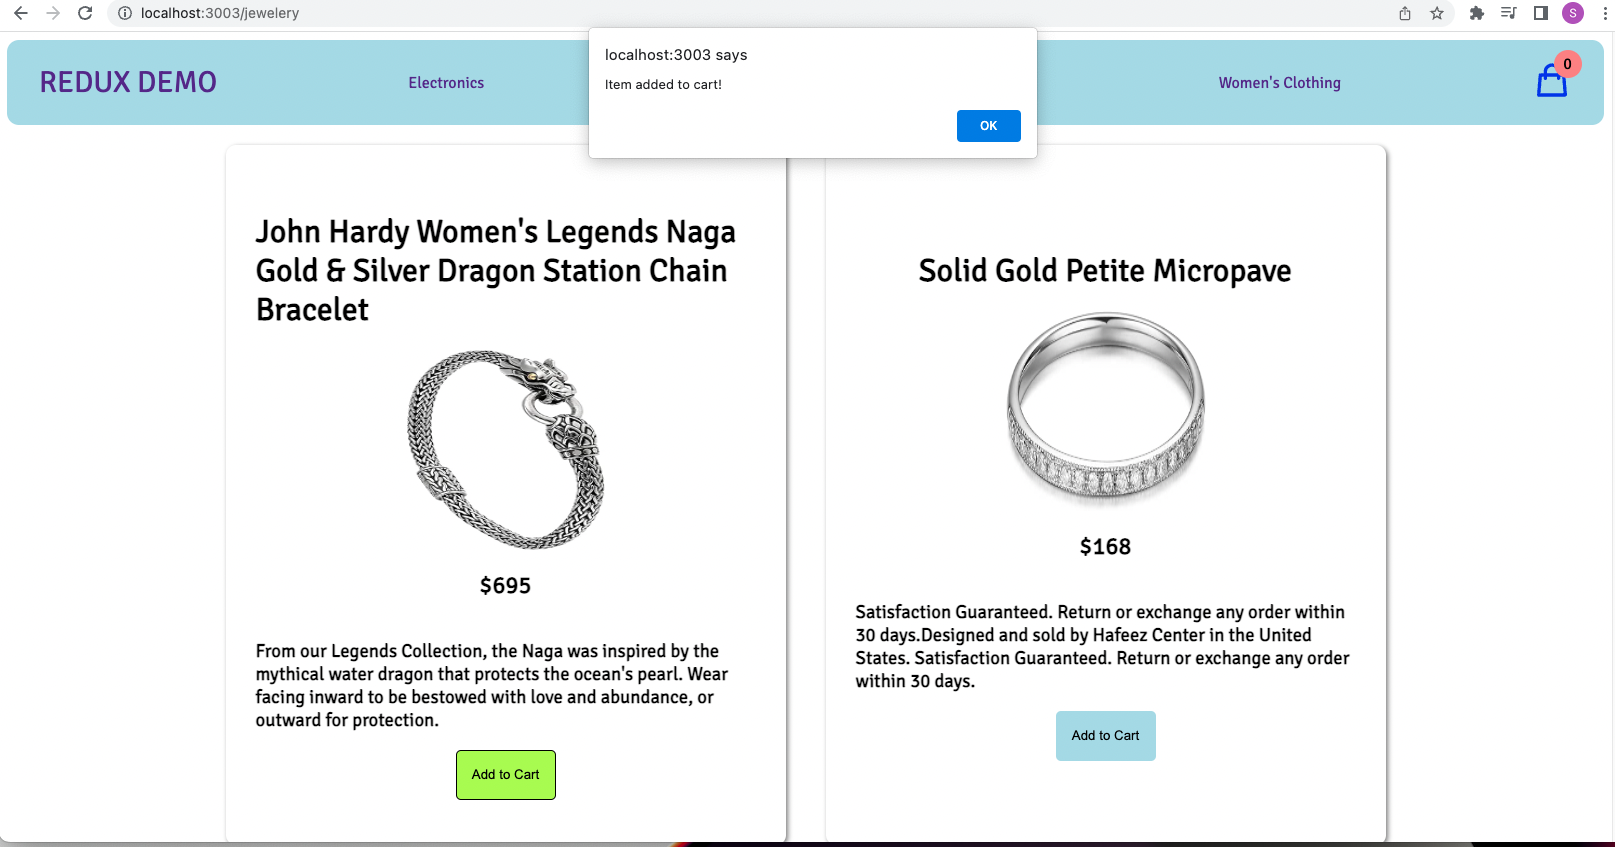 localhost:3003/jewelery
S
localhost:3003 says
Item added to cart!
OK
REDUX DEMO
Electronics
Women's Clothing
0
John Hardy Women's Legends Naga
Gold & Silver Dragon Station Chain
Bracelet
$695
From our Legends Collection, the Naga was inspired by the
mythical water dragon that protects the ocean's pearl. Wear
facing inward to be bestowed with love and abundance, or
outward for protection.
Add to Cart
Solid Gold Petite Micropave
$168
Satisfaction Guaranteed. Return or exchange any order within
30 days.Designed and sold by Hafeez Center in the United
States. Satisfaction Guaranteed. Return or exchange any order
within 30 days.
Add to Cart